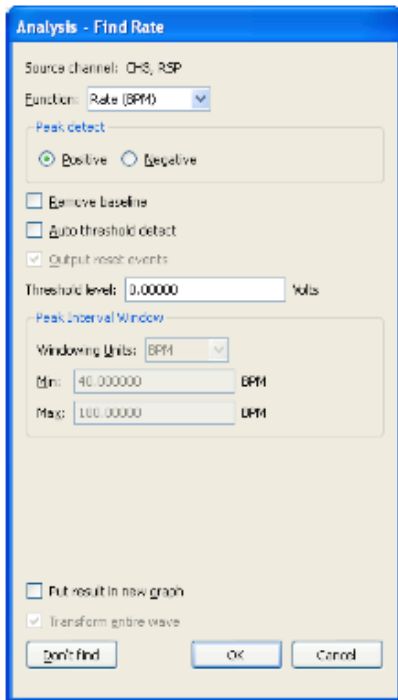 Analysis - Find Rate
Source channel: CH3, RSP
Function: Rate (BPM)
Peak detect
Positive Negative
Remove baseline
Auto threshold detect
Output reset events
Threshold level: 0.00000 Volts
Peak Interval Window
Windowing Units: BPM
Min: 40.000000 BPM
Max: 180.00000 BPM
Put result in new graph
Transform entire wave
Don't find OK Cancel